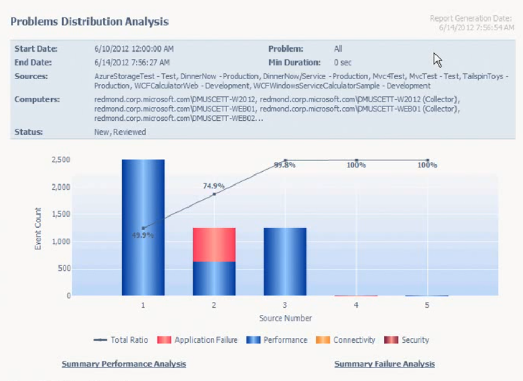 Problems Distribution Analysis
Report Generation Date:
6/14/2012 7:56:54 AM
Start Date: 6/10/2012 12:00:00 AM Problem: All
End Date: 6/14/2012 7:56:27 AM Min Duration: 0 sec
Sources: AzureStorageTest - Test, DinnerNow - Production, DinnerNow/Service - Production, Mvc4Test, MvcTest - Test, TailspinToys -
Production, WCFCalculatorWeb - Development, WCFWindowsServiceCalculatorSample - Development
Computers: redmond.corp.microsoft.com\DMUSCETT-W2012, redmond.corp.microsoft.com\DMUSCETT-W2012 (Collector),
redmond.corp.microsoft.com\DMUSCETT-WEB01, redmond.corp.microsoft.com\DMUSCETT-WEB01 (Collector),
redmond.corp.microsoft.com\DMUSCETT-WEB02...
Status: New, Reviewed
2,500
2,000
1,500
1,000
500
0
Event Count
49.9%
74.9%
99.8%
100%
100%
1 2 3 4 5
Source Number
Total Ratio Application Failure Performance Connectivity Security
Summary Performance Analysis Summary Failure Analysis